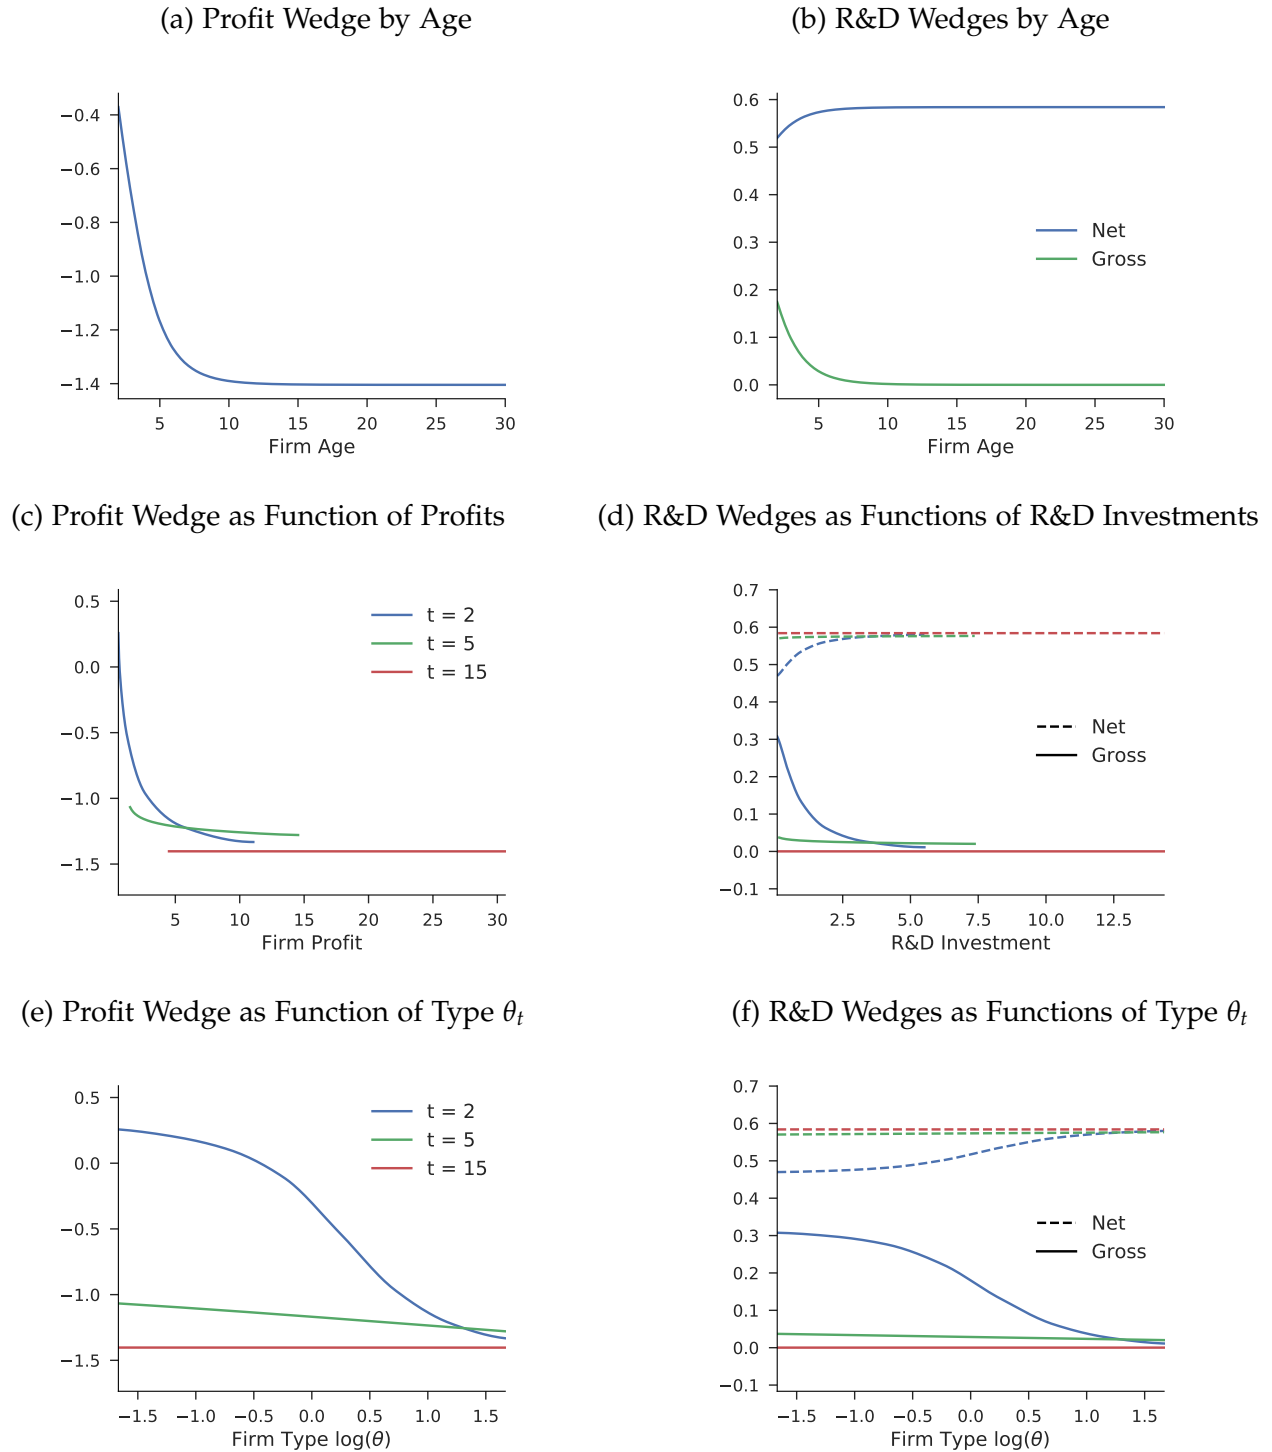 (a) Profit Wedge by Age
−0.4
−0.6
−0.8
−1.0
−1.2
−1.4
5 10 15 20 25 30
Firm Age
(b) R&D Wedges by Age
0.6
0.5
0.4
0.3
0.2
0.1
0.0
Net
Gross
5 10 15 20 25 30
Firm Age
(c) Profit Wedge as Function of Profits
0.5
0.0
−0.5
−1.0
−1.5
t = 2
t = 5
t = 15
5 10 15 20 25 30
Firm Profit
(d) R&D Wedges as Functions of R&D Investments
0.7
0.6
0.5
0.4
0.3
0.2
0.1
0.0
−0.1
Net
Gross
2.5 5.0 7.5 10.0 12.5
R&D Investment
(e) Profit Wedge as Function of Type θt
0.5
0.0
−0.5
−1.0
−1.5
t = 2
t = 5
t = 15
−1.5 −1.0 −0.5 0.0 0.5 1.0 1.5
Firm Type log(θ)
(f) R&D Wedges as Functions of Type θt
0.7
0.6
0.5
0.4
0.3
0.2
0.1
0.0
−0.1
Net
Gross
−1.5 −1.0 −0.5 0.0 0.5 1.0 1.5
Firm Type log(θ)